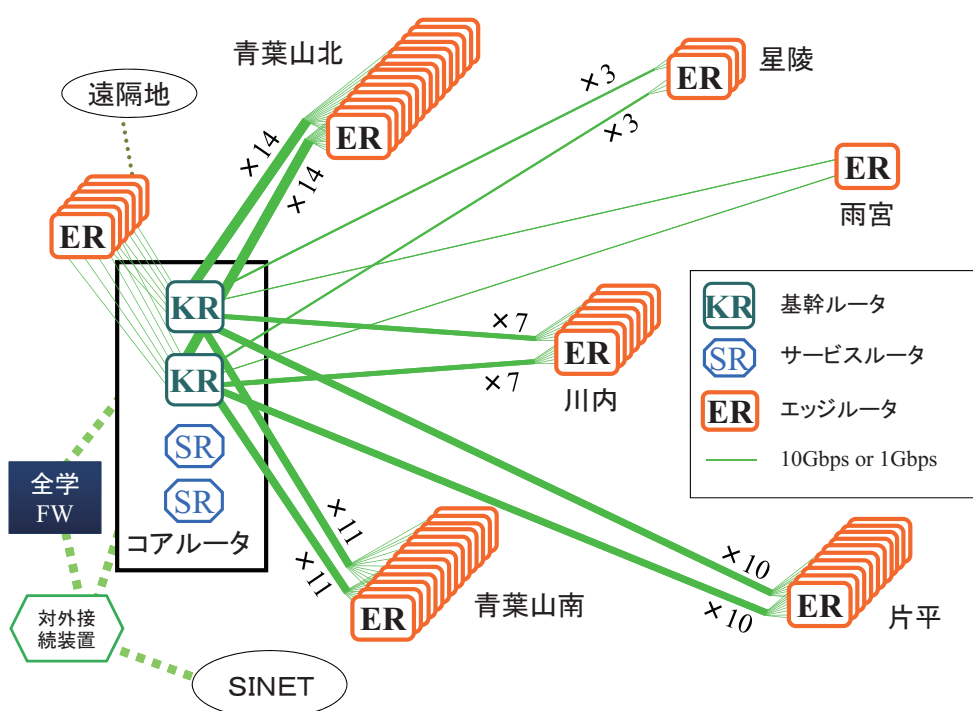 青葉山北
星陵
遠隔地
×3
×3
×14
×14
ER
ER
ER
雨宮
ER
KR
×7
ER
×7
川内
KR
SR
SR
コアルータ
全学
FW
対外接
続装置
SINET
×11
×11
ER
青葉山南
×10
×10
ER
片平
KR
基幹ルータ
SR
サービスルータ
ER
エッジルータ
10Gbps or 1Gbps